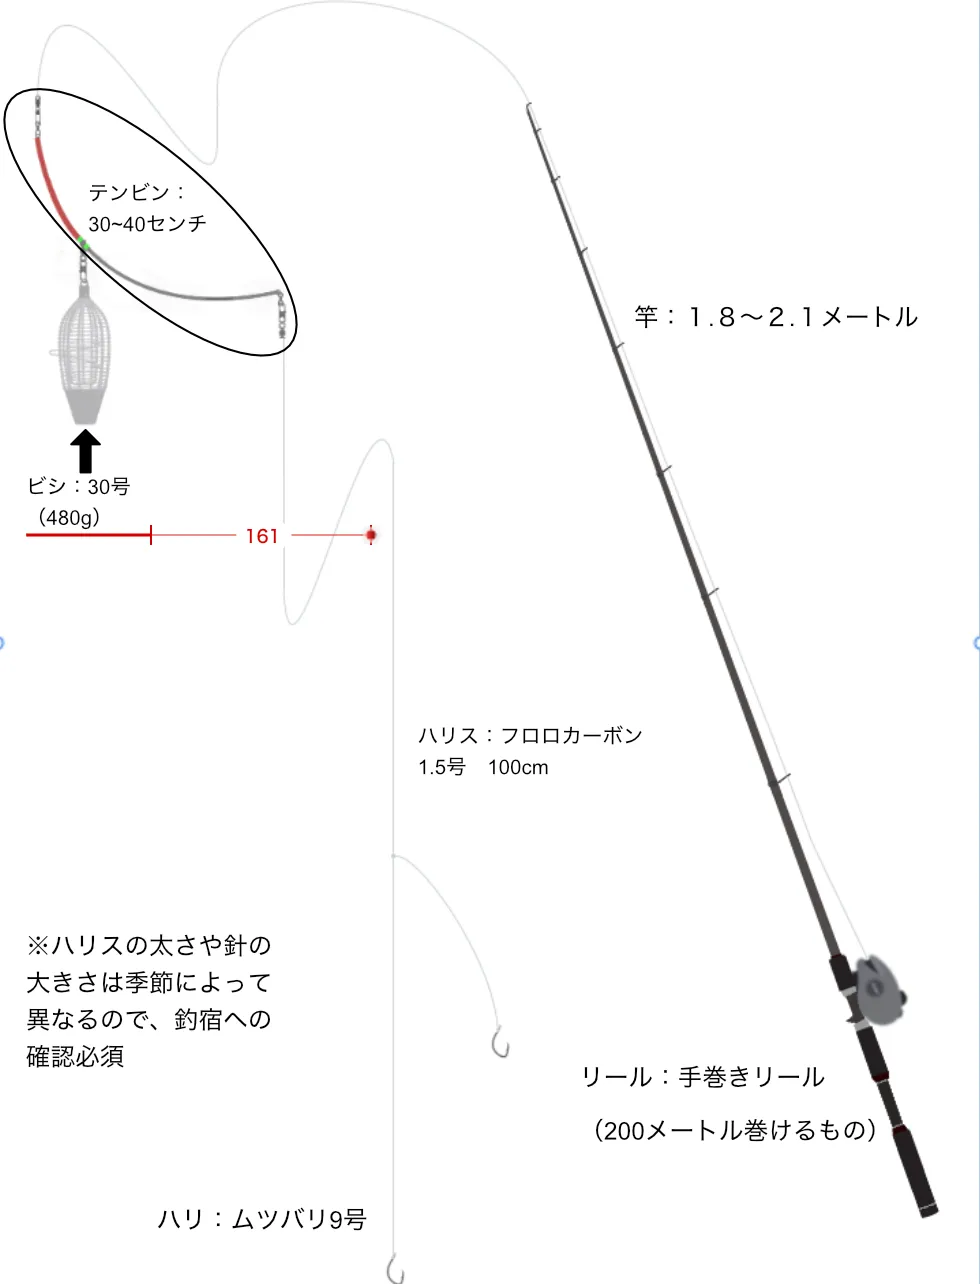 テンビン：
30~40センチ
竿：１.８～２.１メートル
ビシ：30号
（480g）
161
ハリス：フロロカーボン
1.5号　100cm
※ハリスの太さや針の
大きさは季節によって
異なるので、釣宿への
確認必須
リール：手巻きリール
（200メートル巻けるもの）
ハリ：ムツバリ9号